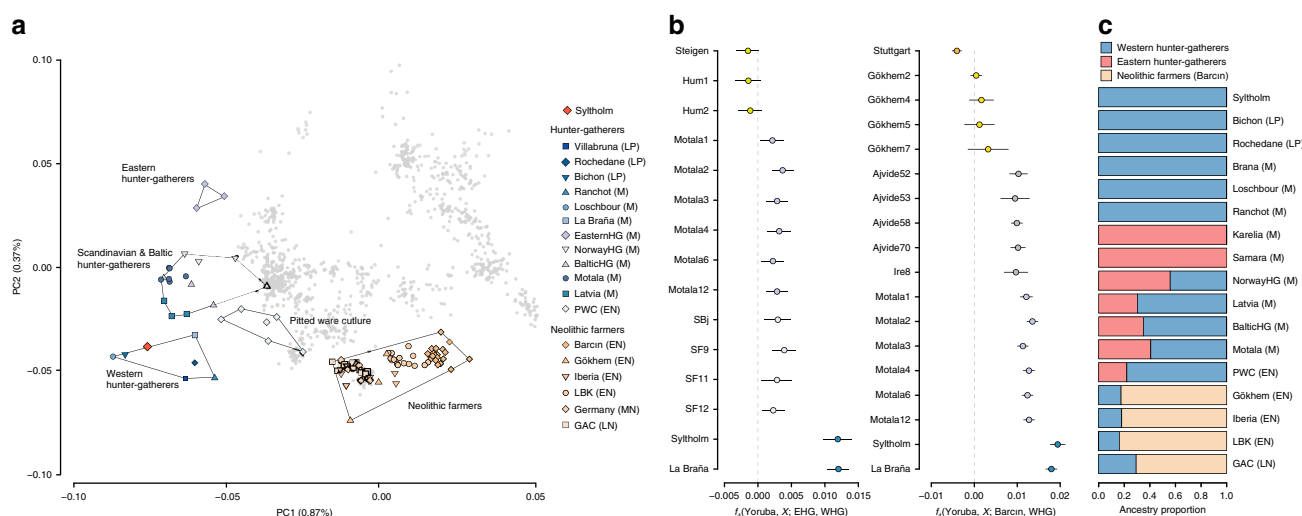 a
0.10
0.05
0.00
−0.05
−0.10
PC2 (0.37%)
−0.10
−0.05
0.00
0.05
PC1 (0.87%)
Eastern
hunter-gatherers
Scandinavian & Baltic
hunter-gatherers
Pitted ware culture
Western
hunter-gatherers
Neolithic farmers
Syltholm
Hunter-gatherers
Villabruna (LP)
Rochedane (LP)
Bichon (LP)
Ranchot (M)
Loschbour (M)
La Braña (M)
EasternHG (M)
NorwayHG (M)
BalticHG (M)
Motala (M)
Latvia (M)
PWC (EN)
Neolithic farmers
Barcın (EN)
Gökhem (EN)
Iberia (EN)
LBK (EN)
Germany (MN)
GAC (LN)
b
Steigen
Hum1
Hum2
Motala1
Motala2
Motala3
Motala4
Motala6
Motala12
SBj
SF9
SF11
SF12
Syltholm
La Braña
−0.005
0.000
0.005
0.010
0.015
f₄(Yoruba, X; EHG, WHG)
Stuttgart
Gökhem2
Gökhem4
Gökhem5
Gökhem7
Ajvide52
Ajvide53
Ajvide58
Ajvide70
Ire8
Motala1
Motala2
Motala3
Motala4
Motala6
Motala12
Syltholm
La Braña
−0.01
0.00
0.01
0.02
f₄(Yoruba, X; Barcın, WHG)
c
Western hunter-gatherers
Eastern hunter-gatherers
Neolithic farmers (Barcın)
Syltholm
Bichon (LP)
Rochedane (LP)
Brana (M)
Loschbour (M)
Ranchot (M)
Karelia (M)
Samara (M)
NorwayHG (M)
Latvia (M)
BalticHG (M)
Motala (M)
PWC (EN)
Gökhem (EN)
Iberia (EN)
LBK (EN)
GAC (LN)
0.0
0.2
0.4
0.6
0.8
1.0
Ancestry proportion